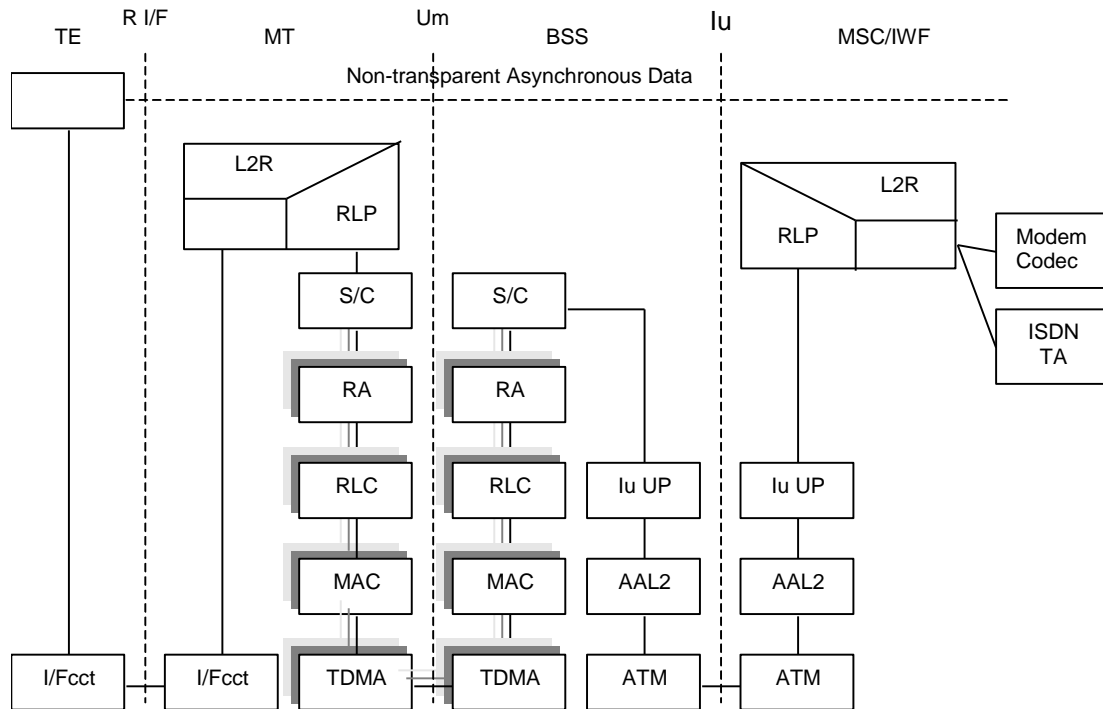 R I/F
Um
Iu
TE
MT
BSS
MSC/IWF
Non-transparent Asynchronous Data
L2R
RLP
L2R
RLP
Modem
Codec
S/C
S/C
ISDN
TA
RA
RA
RLC
RLC
Iu UP
Iu UP
MAC
MAC
AAL2
AAL2
I/Fcct
I/Fcct
TDMA
TDMA
ATM
ATM